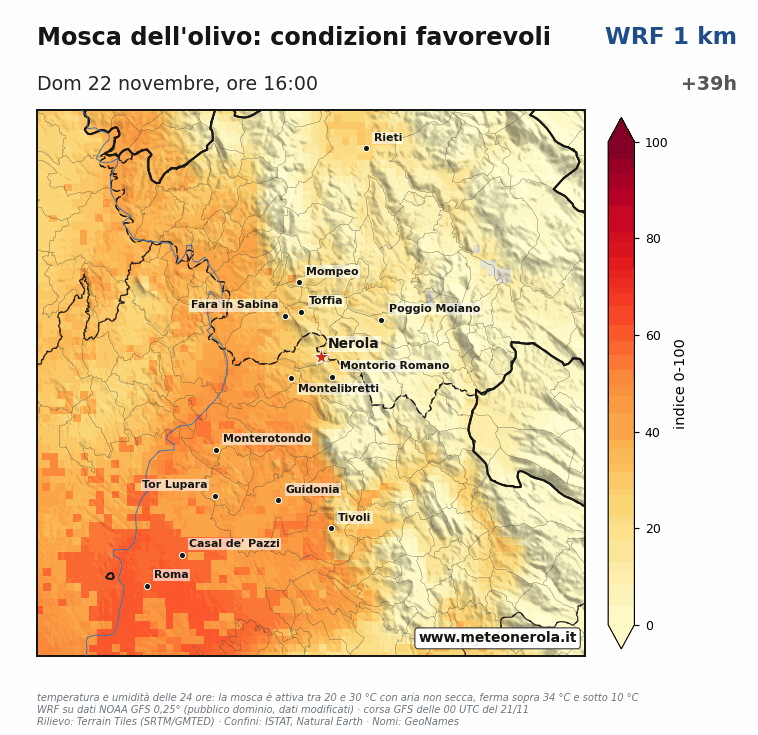 Mosca dell'olivo: condizioni favorevoli
WRF 1 km
Dom 22 novembre, ore 16:00
+39h
Rieti
Mompeo
Toffia
Fara in Sabina
Poggio Moiano
Nerola
Montorio Romano
Montelibretti
Monterotondo
Tor Lupara
Guidonia
Tivoli
Casal de' Pazzi
Roma
www.meteonerola.it
100
80
60
40
20
0
indice 0-100
temperatura e umidità delle 24 ore: la mosca è attiva tra 20 e 30 °C con aria non secca, ferma sopra 34 °C e sotto 10 °C
WRF su dati NOAA GFS 0,25° (pubblico dominio, dati modificati) · corsa GFS delle 00 UTC del 21/11
Rilievo: Terrain Tiles (SRTM/GMTED) · Confini: ISTAT, Natural Earth · Nomi: GeoNames